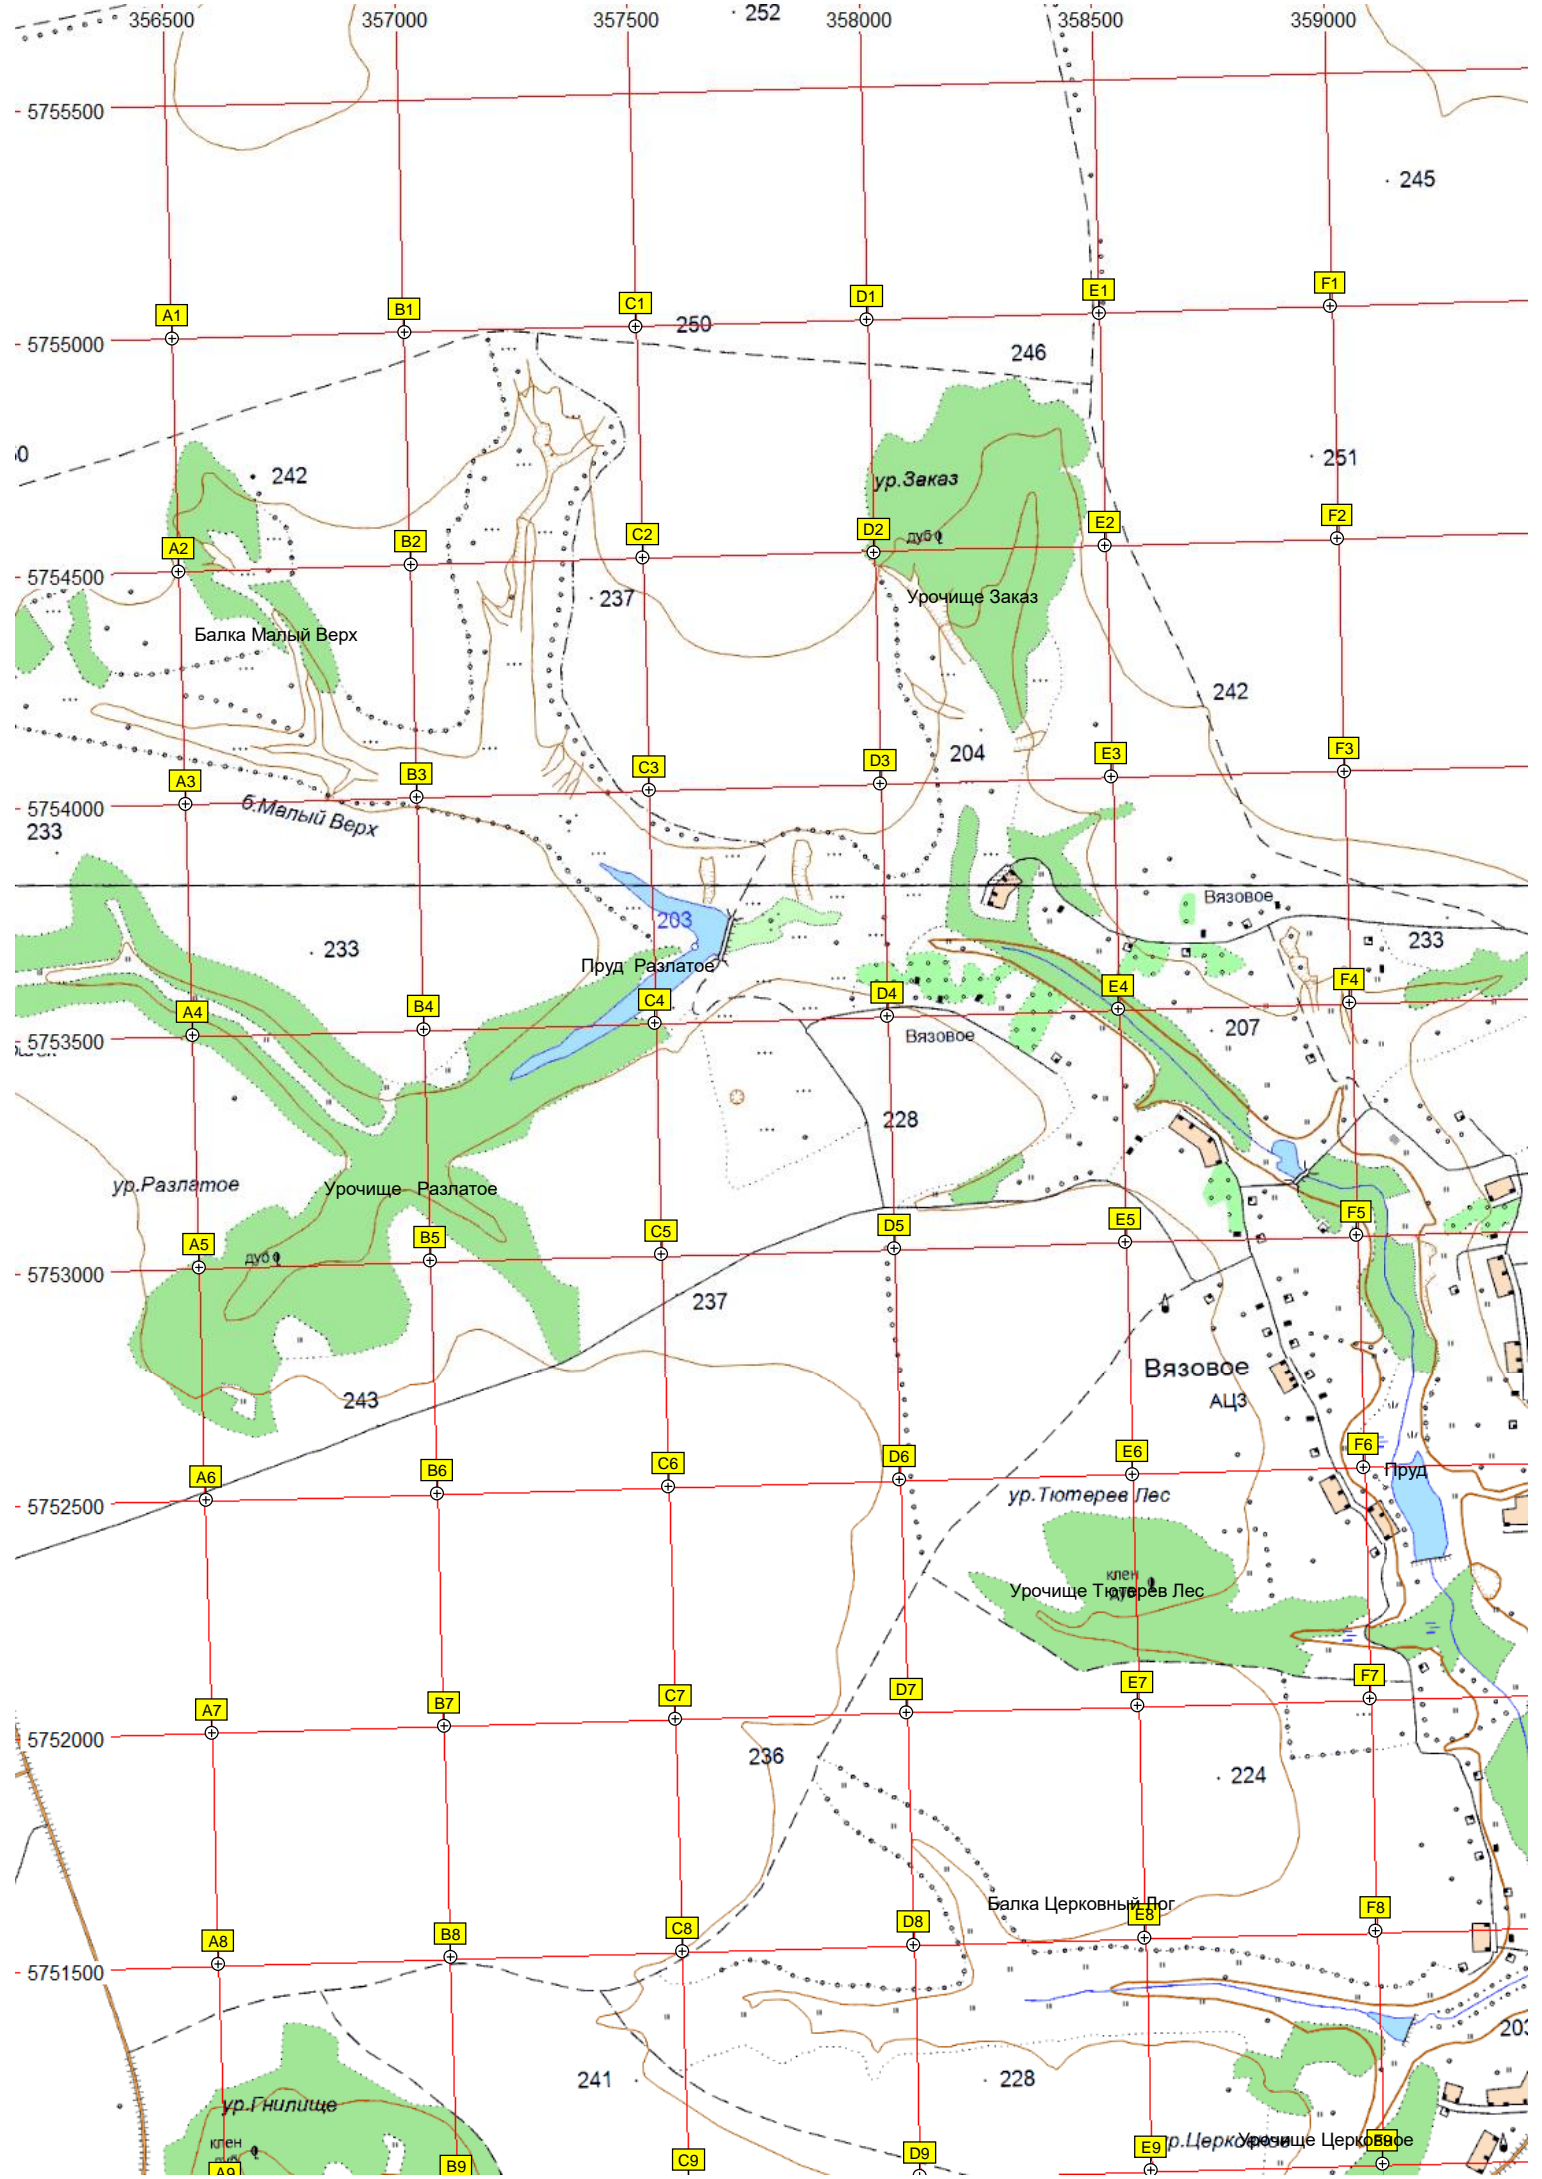 356500 357000 357500 252 358000 358500 359000
5755500
245
A1 B1 C1 D1 E1 F1
250
5755000
246
251
242
ур.Заказ
A2 B2 C2 D2 E2 F2
дуб
5754500
237
Урочище Заказ
Балка Малый Верх
242
204
A3 B3 C3 D3 E3 F3
5754000
б.Малый Верх
233
Вязовое
203
233
233
Пруд Разлатое
A4 B4 C4 D4 E4 F4
207
Вязовое
5753500
228
ур.Разлатое
Урочище Разлатое
A5 B5 C5 D5 E5 F5
дуб
5753000
237
Вязовое
243
АЦЗ
A6 B6 C6 D6 E6 F6
Пруд
ур.Тютерев Лес
5752500
клен
Урочище Тютерев Лес
дуб
A7 B7 C7 D7 E7 F7
5752000
236
224
Балка Церковный Лог
A8 B8 C8 D8 E8 F8
5751500
203
241
228
ур.Гнилище
клен
дуб
Урочище Церковное
A9 B9 C9 D9 E9 F9